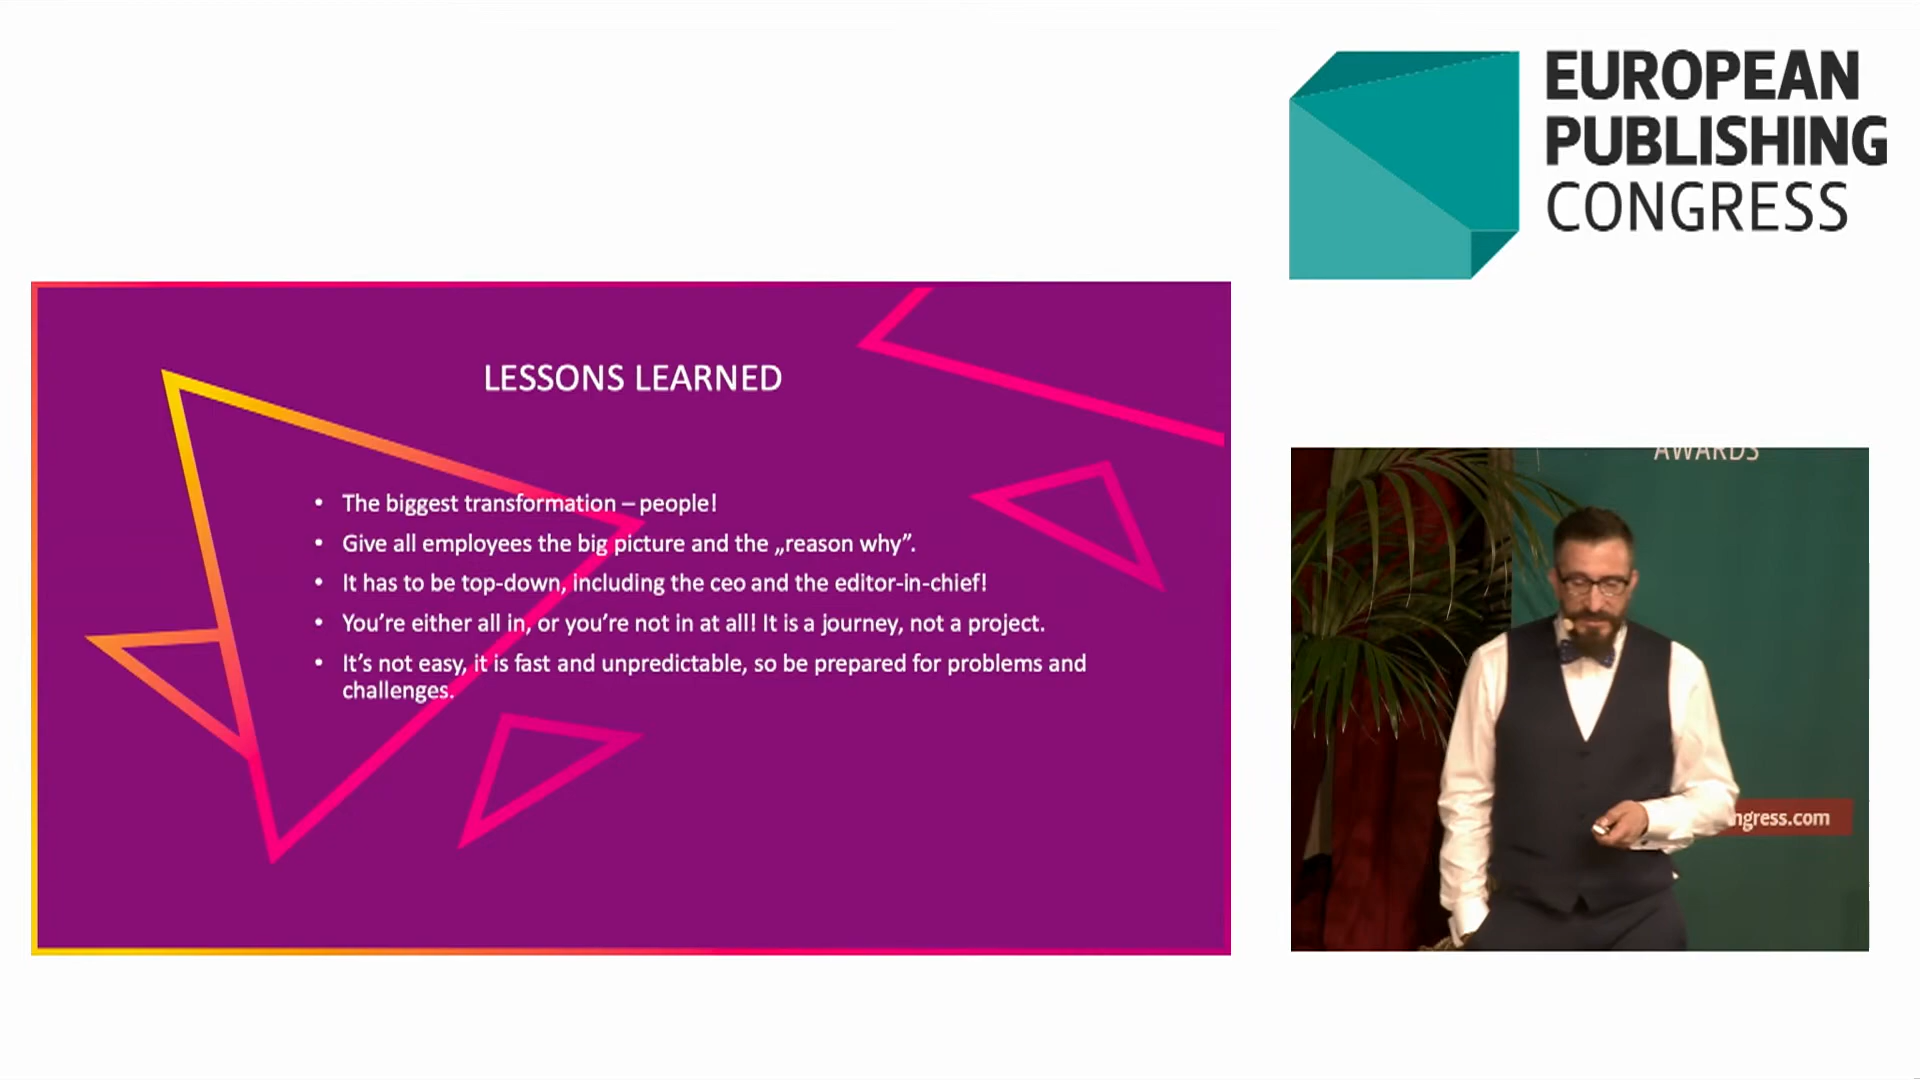 EUROPEAN
PUBLISHING
CONGRESS
LESSONS LEARNED
• The biggest transformation – people!
• Give all employees the big picture and the „reason why”.
• It has to be top-down, including the ceo and the editor-in-chief!
• You’re either all in, or you’re not in at all! It is a journey, not a project.
• It’s not easy, it is fast and unpredictable, so be prepared for problems and
challenges.
AWARDS
ngress.com